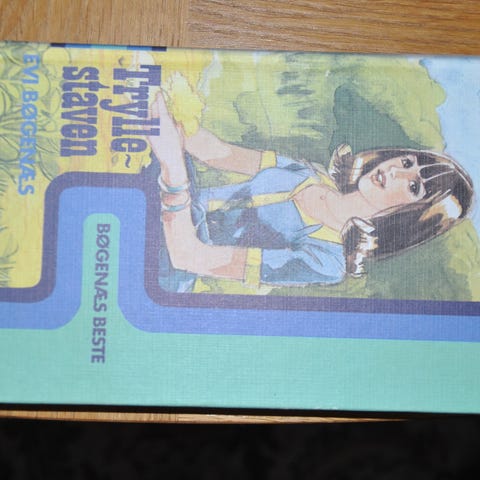 EVI BØGENÆS
Trylle~
staven
BØGENÆS BESTE